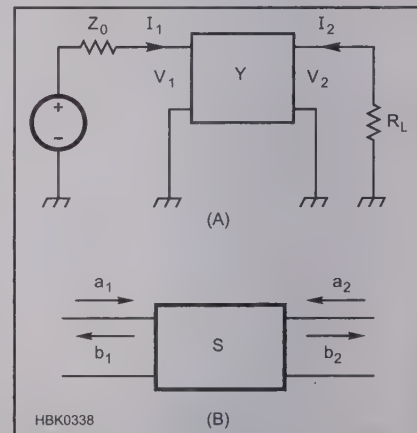 Z0 I1 I2
V1 Y V2
+
−
RL
(A)
a1 a2
b1 S b2
HBK0338 (B)